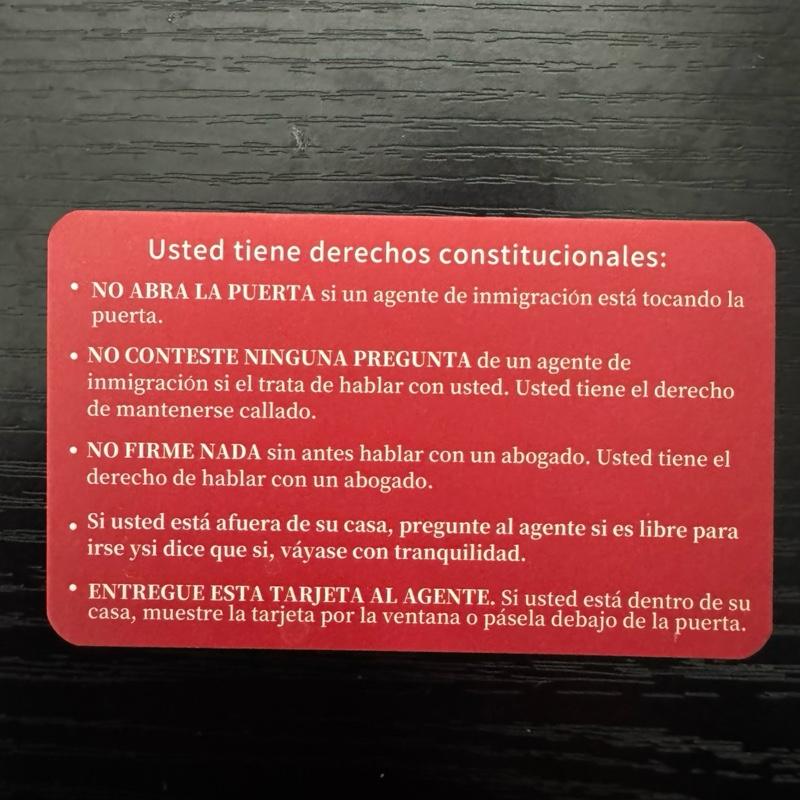 Usted tiene derechos constitucionales:
• NO ABRA LA PUERTA si un agente de inmigración está tocando la
puerta.
• NO CONTESTE NINGUNA PREGUNTA de un agente de
inmigración si el trata de hablar con usted. Usted tiene el derecho
de mantenerse callado.
• NO FIRME NADA sin antes hablar con un abogado. Usted tiene el
derecho de hablar con un abogado.
• Si usted está afuera de su casa, pregunte al agente si es libre para
irse ysi dice que si, váyase con tranquilidad.
• ENTREGUE ESTA TARJETA AL AGENTE. Si usted está dentro de su
casa, muestre la tarjeta por la ventana o pásela debajo de la puerta.